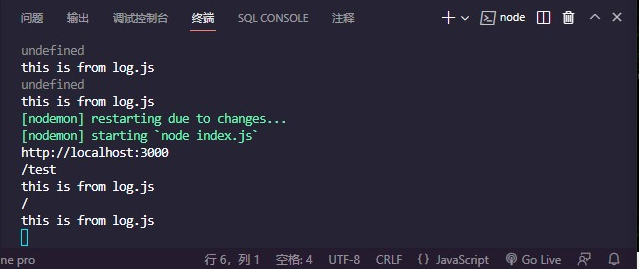 问题 输出 调试控制台 终端 SQL CONSOLE 注释 node
undefined
this is from log.js
undefined
this is from log.js
[nodemon] restarting due to changes...
[nodemon] starting `node index.js`
http://localhost:3000
/test
this is from log.js
/
this is from log.js
ne pro 行 6，列 1 空格: 4 UTF-8 CRLF {} JavaScript Go Live